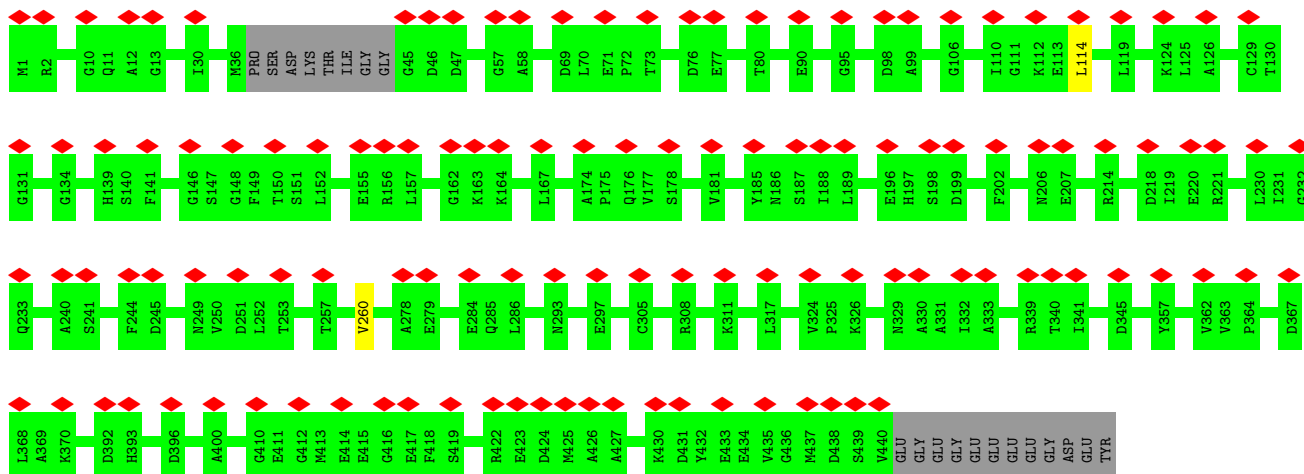 M1 R2 G10 Q11 A12 G13 I30 M36 PRO SER ASP LYS THR ILE GLY GLY G45 D46 D47 G57 A58 D69 L70 E71 P72 T73 D76 E77 T80 E90 G95 D98 A99 G106 I110 G111 K112 E113 L114 L119 K124 L125 A126 C129 T130
G131 G134 H139 S140 F141 G146 S147 G148 F149 T150 S151 L152 E155 R156 L157 G162 K163 K164 L167 A174 P175 Q176 V177 S178 V181 Y185 N186 S187 I188 L189 E196 H197 S198 D199 F202 N206 E207 R214 D218 I219 E220 R221 L230 I231 G232
Q233 A240 S241 F244 D245 N249 V250 D251 L252 T253 T257 V260 A278 E279 E284 Q285 L286 N293 E297 C305 R308 K311 L317 V324 P325 K326 N329 A330 A331 I332 A333 R339 T340 I341 D345 Y357 V362 V363 P364 D367
L368 A369 K370 D392 H393 D396 A400 G410 E411 G412 M413 E414 E415 G416 E417 F418 S419 R422 E423 D424 M425 A426 A427 K430 D431 Y432 E433 E434 V435 G436 M437 D438 S439 V440 GLU GLY GLU GLY GLU GLU GLU GLU GLY ASP GLU TYR